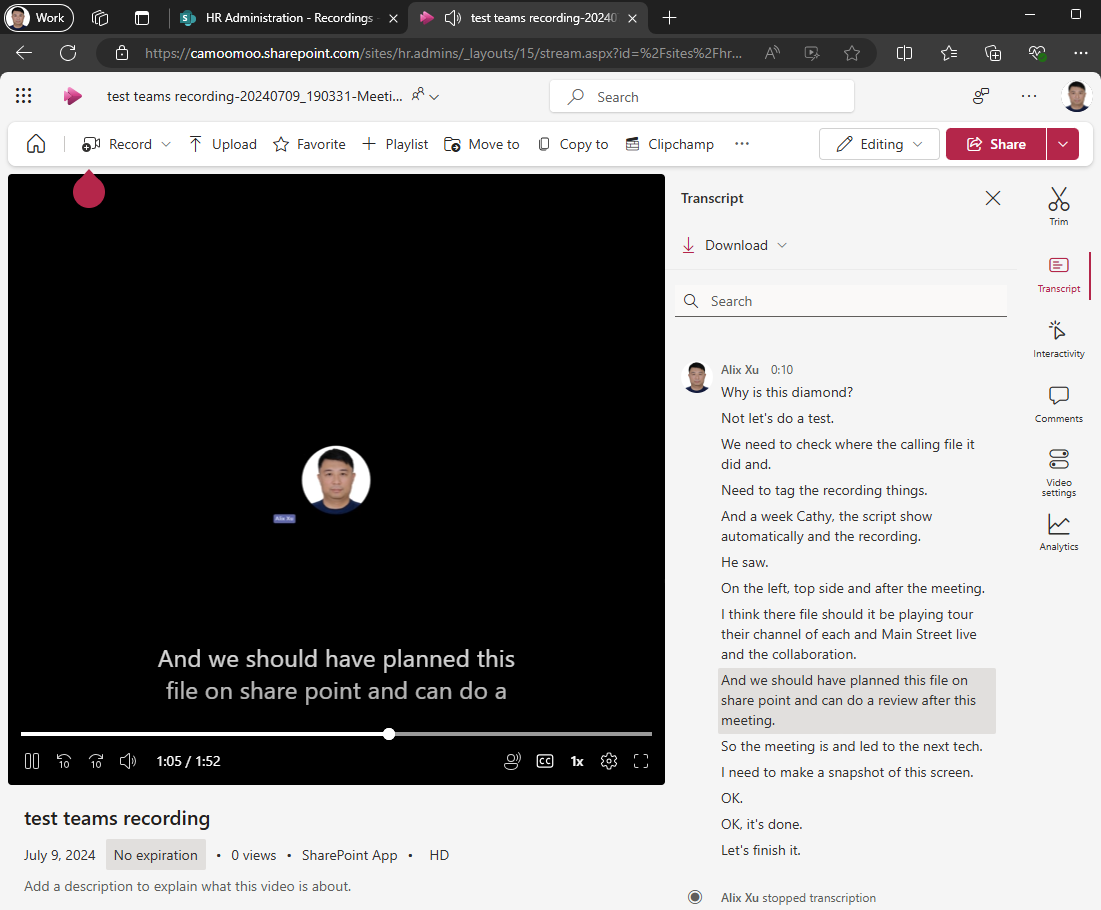 Work
HR Administration - Recordings
test teams recording-20240
https://camoomoo.sharepoint.com/sites/hr.admins/_layouts/15/stream.aspx?id=%2Fsites%2Fhr...
test teams recording-20240709_190331-Meeti...
Search
Record
Upload
Favorite
Playlist
Move to
Copy to
Clipchamp
Editing
Share
Transcript
Download
Search
Alix Xu 0:10
Why is this diamond?
Not let's do a test.
We need to check where the calling file it
did and.
Need to tag the recording things.
And a week Cathy, the script show
automatically and the recording.
He saw.
On the left, top side and after the meeting.
I think there file should it be playing tour
their channel of each and Main Street live
and the collaboration.
And we should have planned this file on
share point and can do a review after this
meeting.
So the meeting is and led to the next tech.
I need to make a snapshot of this screen.
OK.
OK, it's done.
Let's finish it.
Alix Xu stopped transcription
Trim
Transcript
Interactivity
Comments
Video
settings
Analytics
Alix Xu
And we should have planned this
file on share point and can do a
10
10
1:05 / 1:52
CC
1x
test teams recording
July 9, 2024 No expiration • 0 views • SharePoint App • HD
Add a description to explain what this video is about.